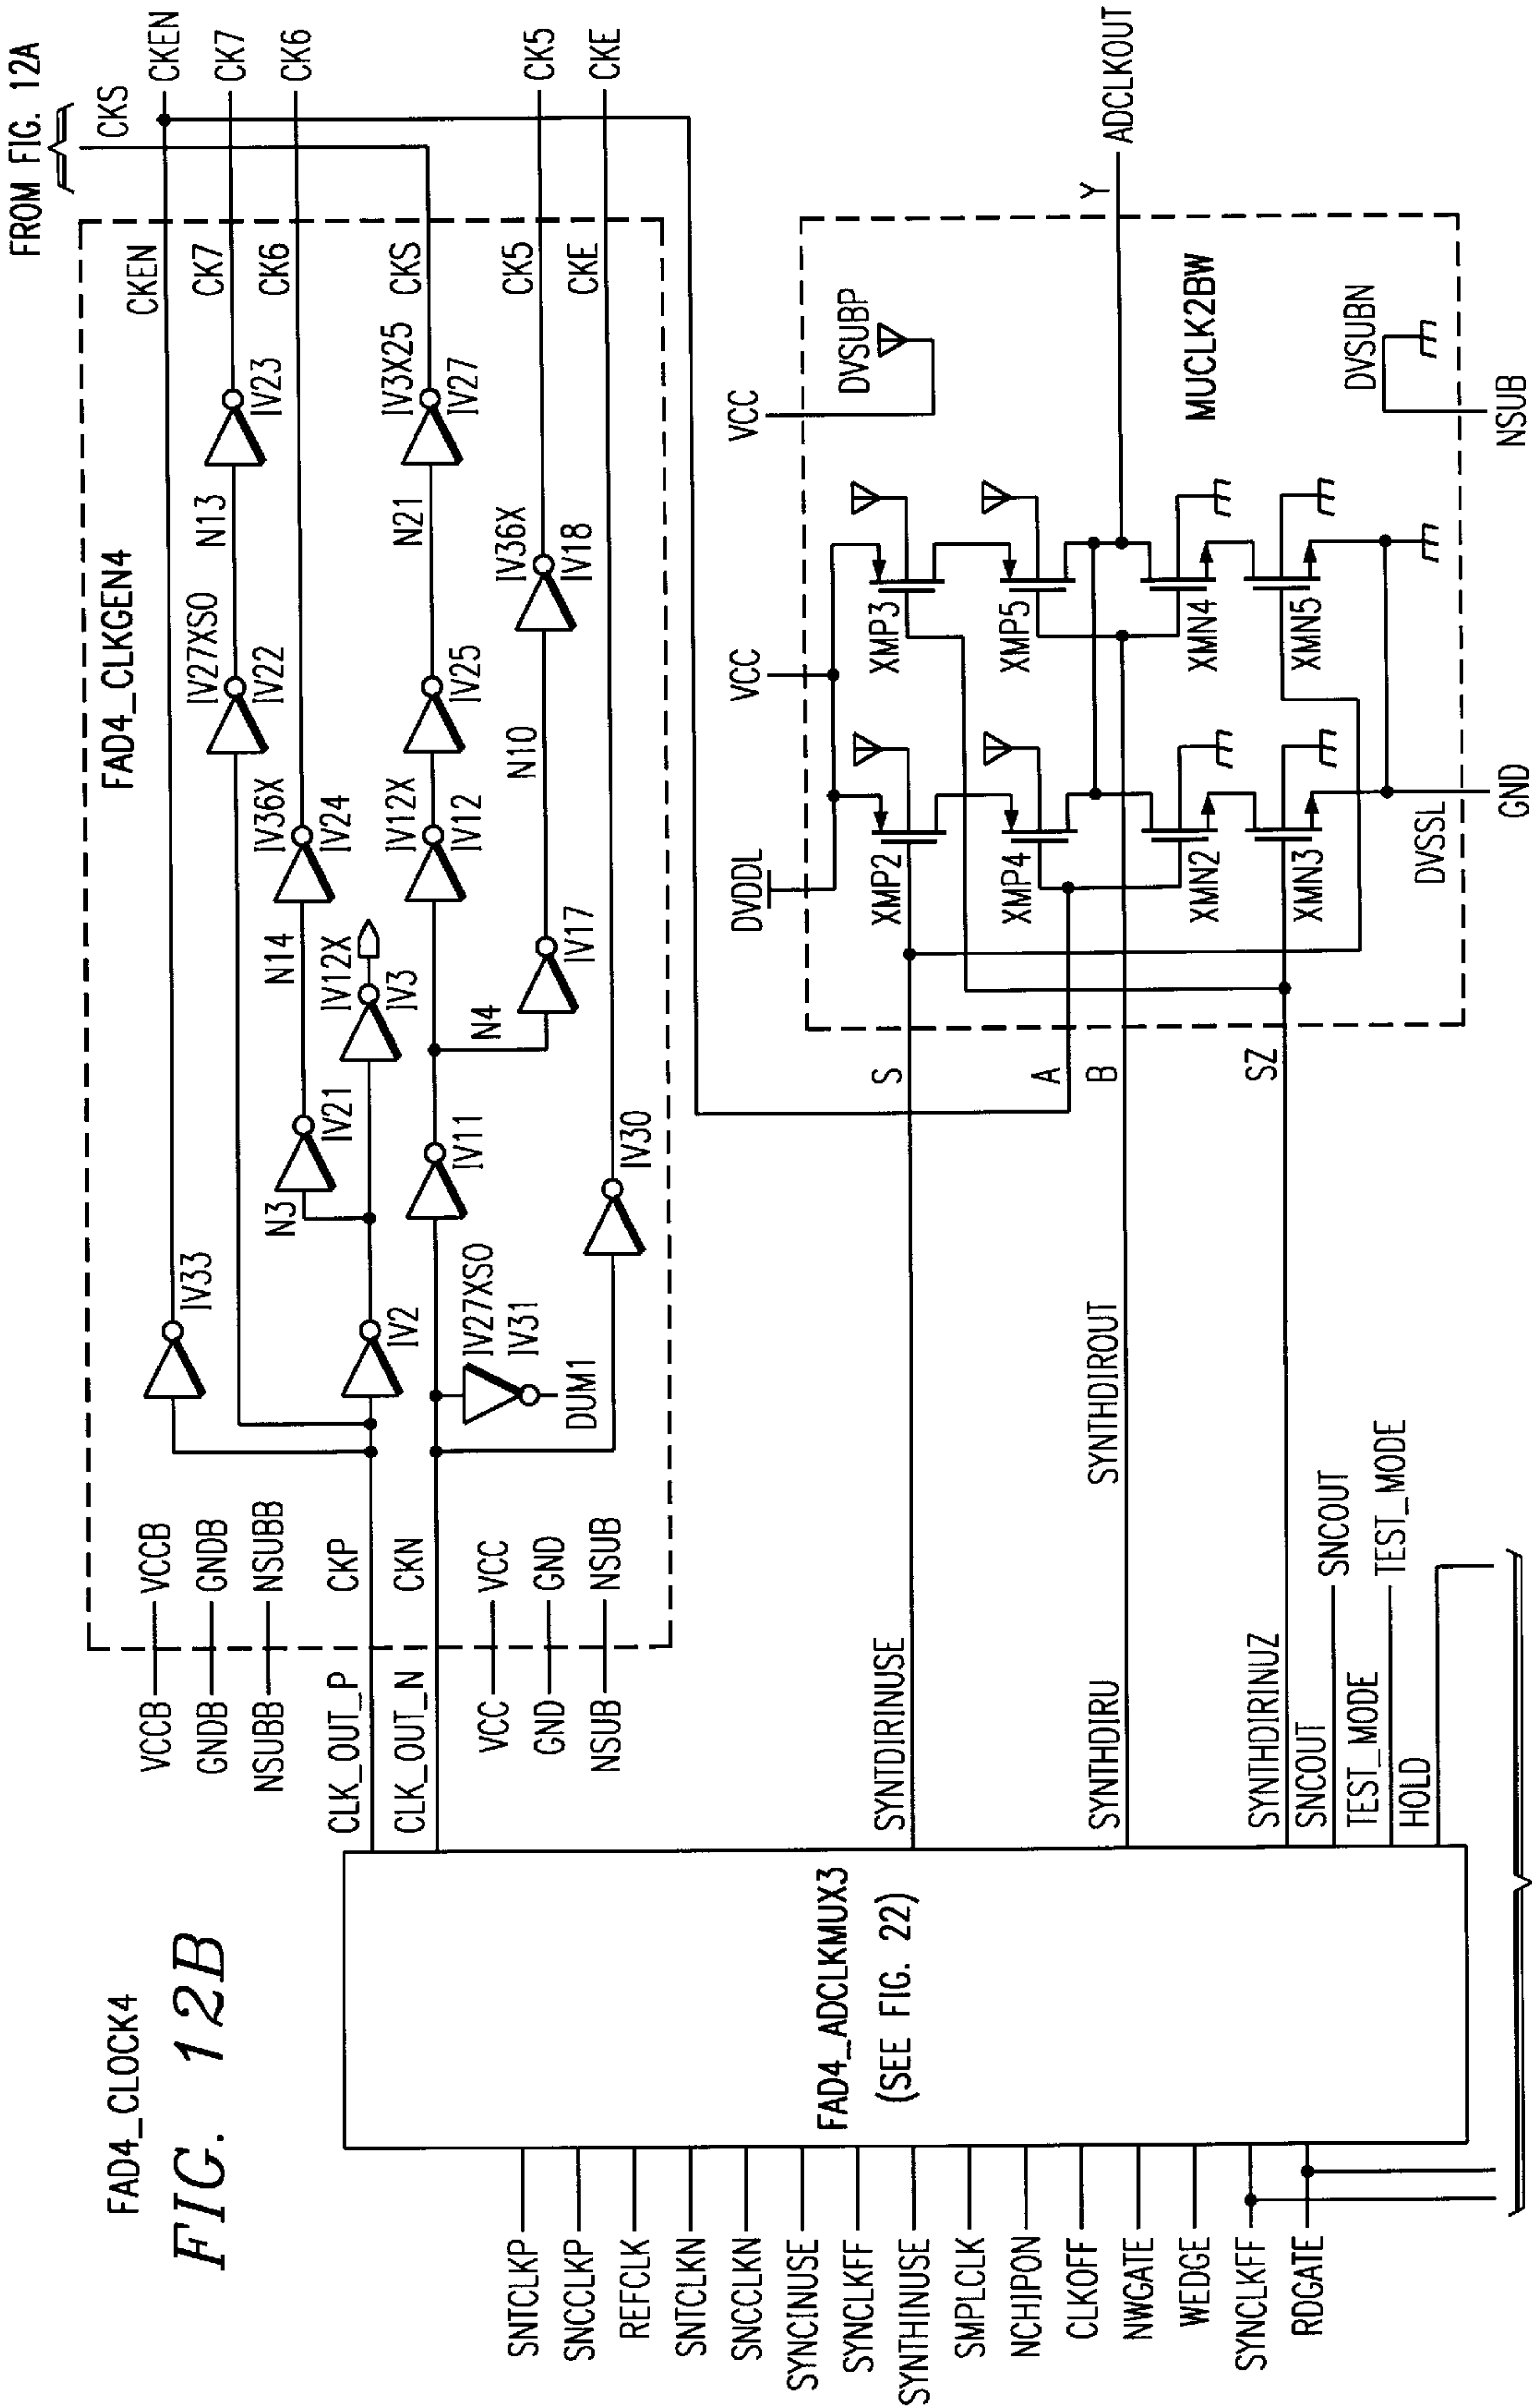 FAD4_CLOCK4
FIG. 12B
FROM FIG. 12A
CKS
FAD4_CLKGEN4
VCCB VCCB
GNDB GNDB
NSUBB NSUBB
CLK_OUT_P CKP
CLK_OUT_N CKN
VCC VCC
GND GND
NSUB NSUB
IV33
CKEN CKEN
IV27XSO
IV22
N13
IV23
CK7 CK7
N3
IV21
N14
IV36X
IV24
CK6 CK6
IV2
IV12X
IV3
IV11
IV12X
IV12
IV25
N21
IV3X25
IV27
CKS
IV27XSO
IV31
DUM1
N4
IV17
N10
IV36X
IV18
CK5 CK5
IV30
CKE CKE
SNTCLKP
SNCCLKP
REFCLK
SNTCLKN
SNCCLKN
SYNCINUSE
SYNCLKFF
SYNTHINUSE
SMPLCLK
NCHIPON
CLKOFF
NWGATE
WEDGE
SYNCLKFF
RDGATE
FAD4_ADCLKMUX3
(SEE FIG. 22)
SYNTDIRINUSE
S
A
SYNTHDIRU
SYNTHDIROUT
B
SYNTHDIRINUZ
SZ
SNCOUT
SNCOUT
TEST_MODE
TEST_MODE
HOLD
DVDDL
VCC
VCC
DVSUBP
XMP2
XMP3
XMP4
XMP5
XMN2
XMN4
XMN3
XMN5
MUCLK2BW
Y
ADCLKOUT
DVSSL
GND
DVSUBN
NSUB